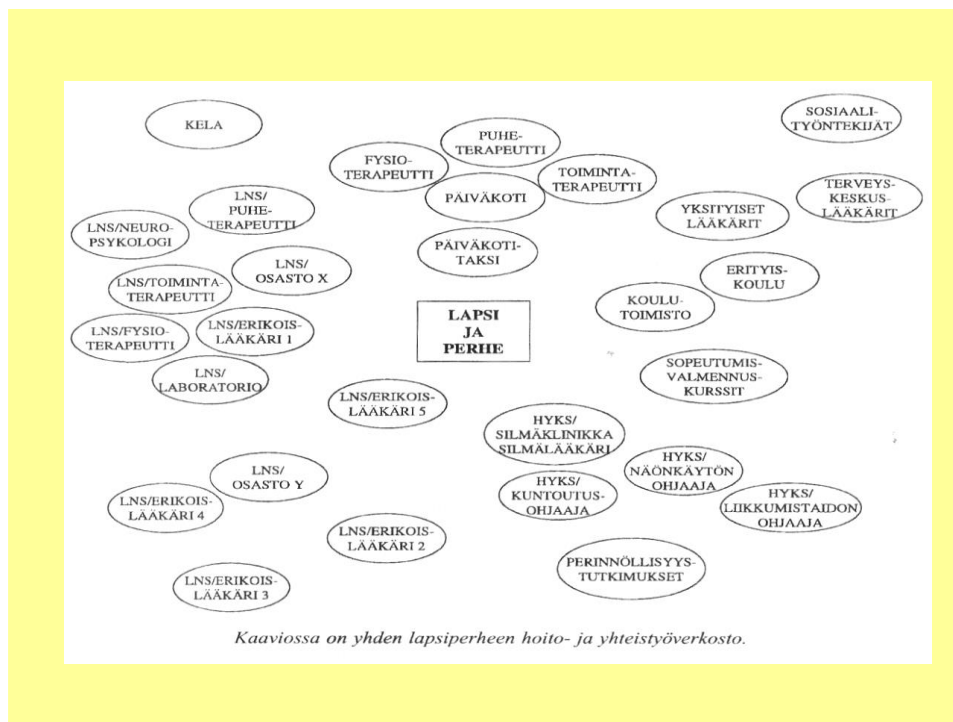 KELA
SOSIAALI-
TYÖNTEKIJÄT
PUHE-
TERAPEUTTI
FYSIO-
TERAPEUTTI
TOIMINTA-
TERAPEUTTI
PÄIVÄKOTI
TERVEYS-
KESKUS-
LÄÄKÄRIT
YKSITYISET
LÄÄKÄRIT
LNS/
PUHE-
TERAPEUTTI
LNS/NEURO-
PSYKOLOGI
PÄIVÄKOTI-
TAKSI
LNS/
OSASTO X
ERITYIS-
KOULU
LNS/TOIMINTA-
TERAPEUTTI
KOULU-
TOIMISTO
LAPSI
JA
PERHE
LNS/FYSIO-
TERAPEUTTI
LNS/ERIKOIS-
LÄÄKÄRI 1
LNS/
LABORATORIO
SOPEUTUMIS-
VALMENNUS-
KURSSIT
LNS/ERIKOIS-
LÄÄKÄRI 5
HYKS/
SILMÄKLINIKKA
SILMÄLÄÄKÄRI
LNS/
OSASTO Y
HYKS/
NÄÖNKÄYTÖN
OHJAAJA
HYKS/
KUNTOUTUS-
OHJAAJA
LNS/ERIKOIS-
LÄÄKÄRI 4
HYKS/
LIIKKUMISTAIDON
OHJAAJA
LNS/ERIKOIS-
LÄÄKÄRI 2
PERINNÖLLISYYS-
TUTKIMUKSET
LNS/ERIKOIS-
LÄÄKÄRI 3
Kaaviossa on yhden lapsiperheen hoito- ja yhteistyöverkosto.